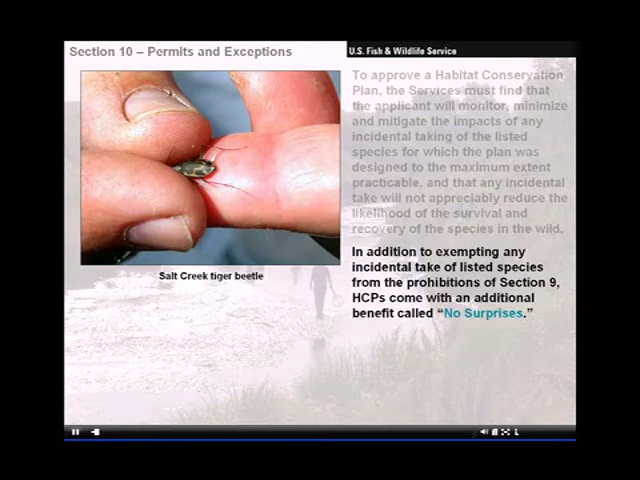 Section 10 – Permits and Exceptions
U.S. Fish & Wildlife Service
To approve a Habitat Conservation
Plan, the Services must find that
the applicant will monitor, minimize
and mitigate the impacts of any
incidental taking of the listed
species for which the plan was
designed to the maximum extent
practicable, and that any incidental
take will not appreciably reduce the
likelihood of the survival and
recovery of the species in the wild.
In addition to exempting any
incidental take of listed species
from the prohibitions of Section 9,
HCPs come with an additional
benefit called “No Surprises.”
Salt Creek tiger beetle